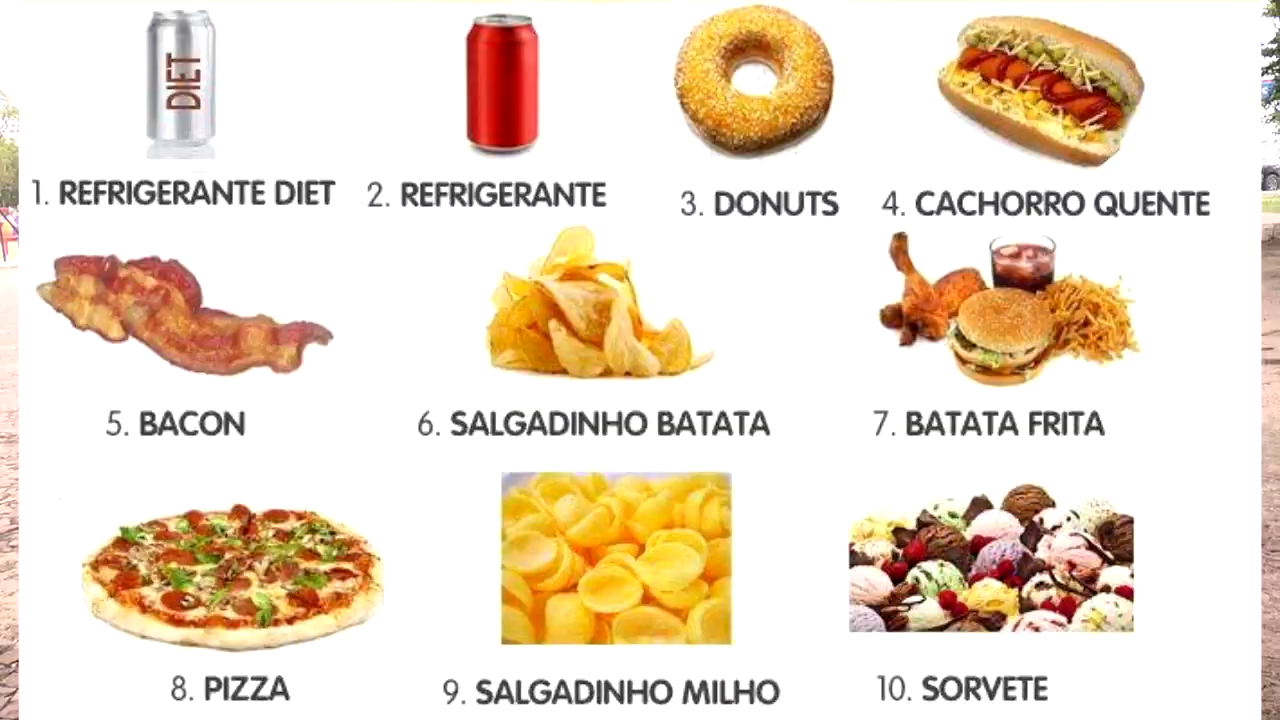 DIET
1. REFRIGERANTE DIET
2. REFRIGERANTE
3. DONUTS
4. CACHORRO QUENTE
5. BACON
6. SALGADINHO BATATA
7. BATATA FRITA
8. PIZZA
9. SALGADINHO MILHO
10. SORVETE